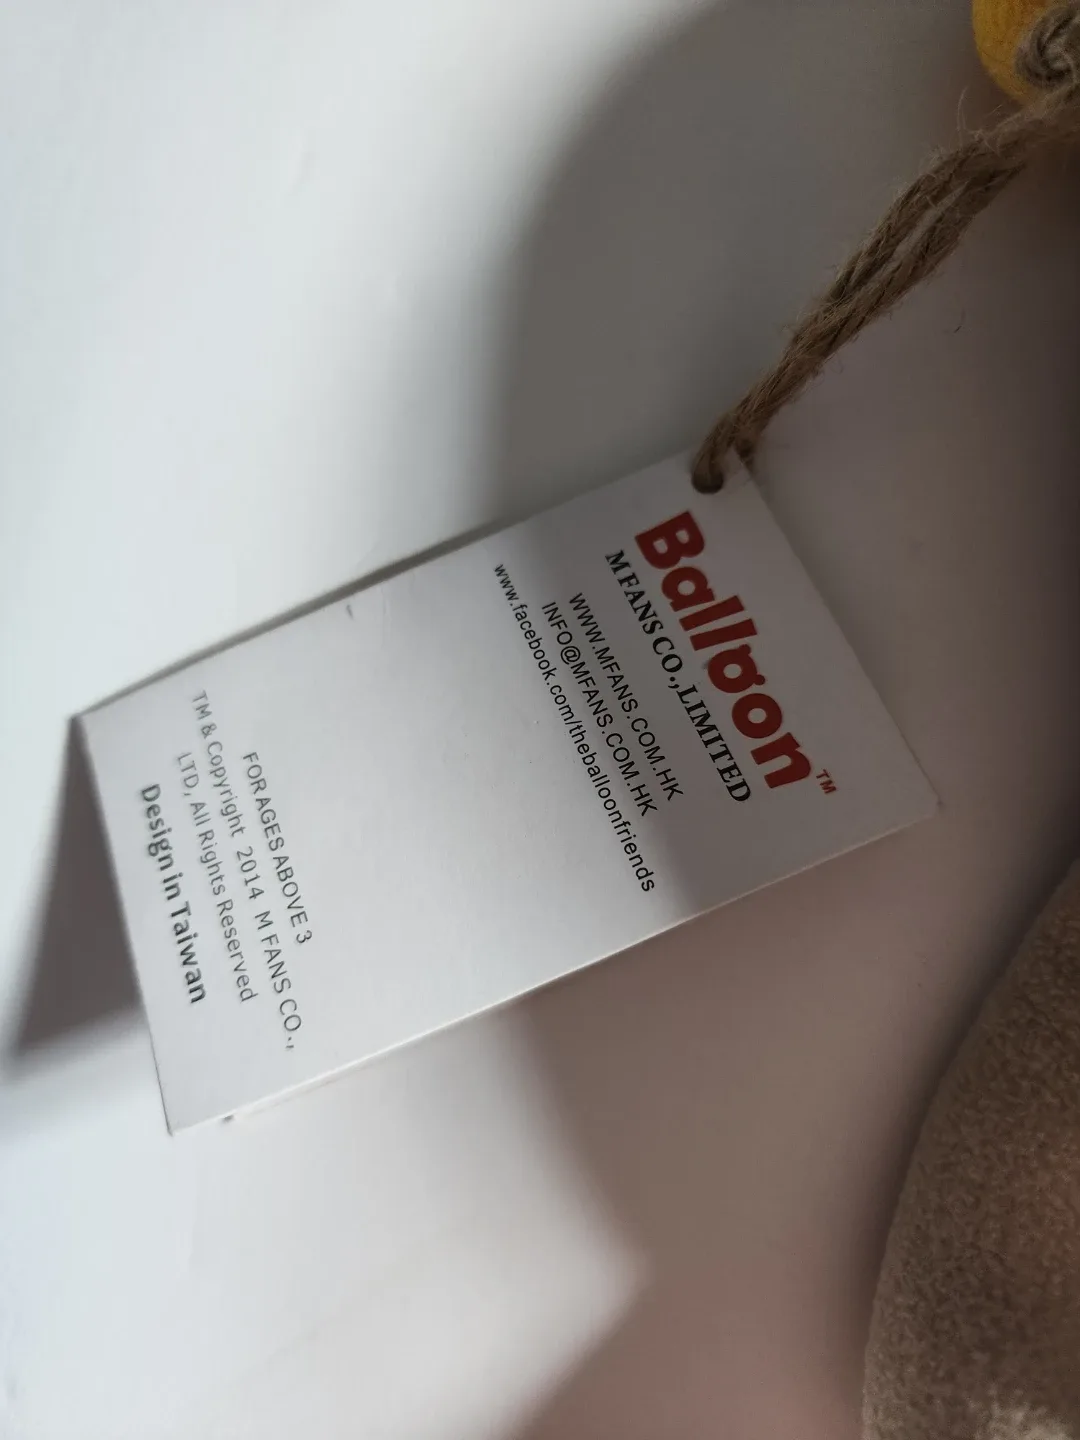 Balloon™
M FANS CO.,LIMITED
WWW.MFANS.COM.HK
INFO@MFANS.COM.HK
www.facebook.com/theballoonfriends
FOR AGES ABOVE 3
TM & Copyright 2014 M FANS CO.,
LTD, All Rights Reserved
Design in Taiwan